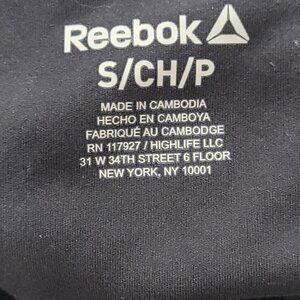 Reebok
S/CH/P
MADE IN CAMBODIA
HECHO EN CAMBOYA
FABRIQUÉ AU CAMBODGE
RN 117927 / HIGHLIFE LLC
31 W 34TH STREET 6 FLOOR
NEW YORK, NY 10001